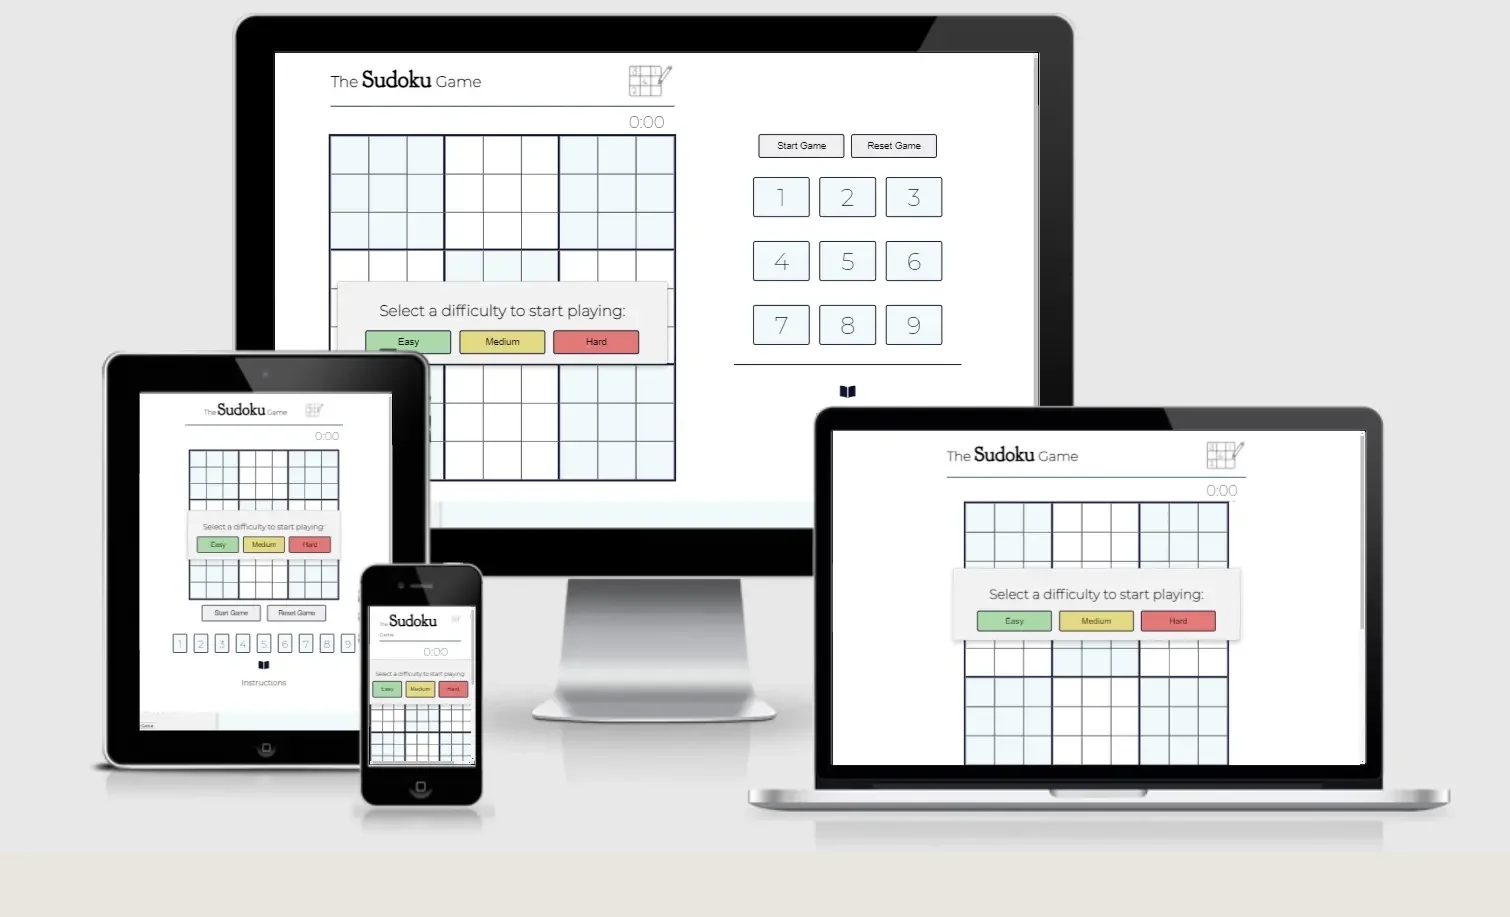 The Sudoku Game
0:00
Start Game Reset Game
1 2 3
4 5 6
7 8 9
Select a difficulty to start playing:
Easy Medium Hard
The Sudoku Game
0:00
Select a difficulty to start playing:
Easy Medium Hard
Start Game Reset Game
1 2 3 4 5 6 7 8 9
Instructions
The Sudoku
Game
0:00
Select a difficulty to start playing:
Easy Medium Hard
The Sudoku Game
0:00
Select a difficulty to start playing:
Easy Medium Hard